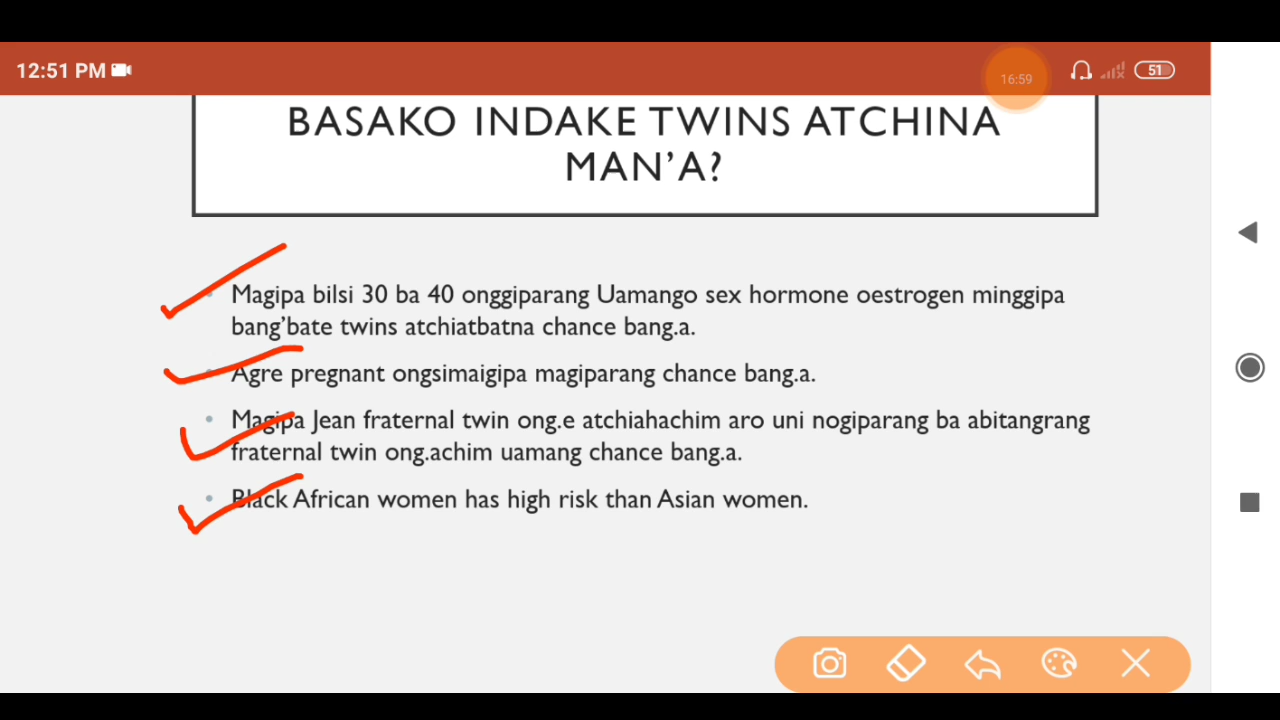 12:51 PM
16:59
51
BASAKO INDAKE TWINS ATCHINA
MAN’A?
• Magipa bilsi 30 ba 40 onggiparang Uamango sex hormone oestrogen minggipa
bang’bate twins atchiatbatna chance bang.a.
• Agre pregnant ongsimaigipa magiparang chance bang.a.
• Magipa Jean fraternal twin ong.e atchiahachim aro uni nogiparang ba abitangrang
fraternal twin ong.achim uamang chance bang.a.
• Black African women has high risk than Asian women.